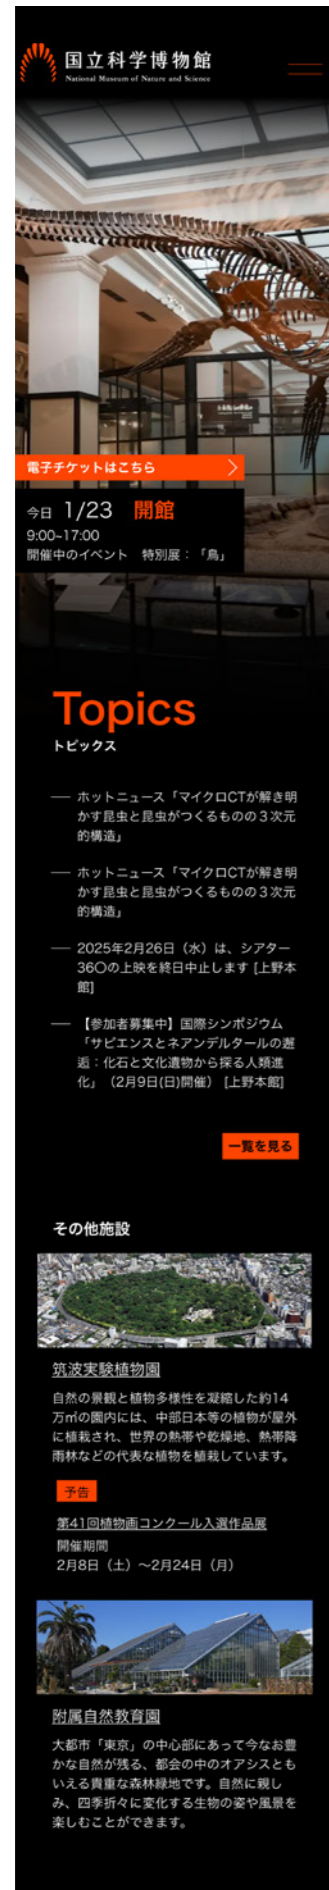 国立科学博物館
National Museum of Nature and Science
電子チケットはこちら
今日 1/23 開館
9:00~17:00
開催中のイベント 特別展：「鳥」
Topics
トピックス
ホットニュース「マイクロCTが解き明
かす昆虫と昆虫がつくるものの３次元
的構造」
ホットニュース「マイクロCTが解き明
かす昆虫と昆虫がつくるものの３次元
的構造」
2025年2月26日（水）は、シアター
36〇の上映を終日中止します [上野本
館]
【参加者募集中】国際シンポジウム
「サピエンスとネアンデルタールの邂
逅：化石と文化遺物から探る人類進
化」（2月9日(日)開催） [上野本館]
一覧を見る
その他施設
筑波実験植物園
自然の景観と植物多様性を凝縮した約14
万㎡の園内には、中部日本等の植物が屋外
に植栽され、世界の熱帯や乾燥地、熱帯降
雨林などの代表な植物を植栽しています。
予告
第41回植物画コンクール入選作品展
開催期間
2月8日（土）～2月24日（月）
附属自然教育園
大都市「東京」の中心部にあって今なお豊
かな自然が残る、都会の中のオアシスとも
いえる貴重な森林緑地です。自然に親し
み、四季折々に変化する生物の姿や風景を
楽しむことができます。